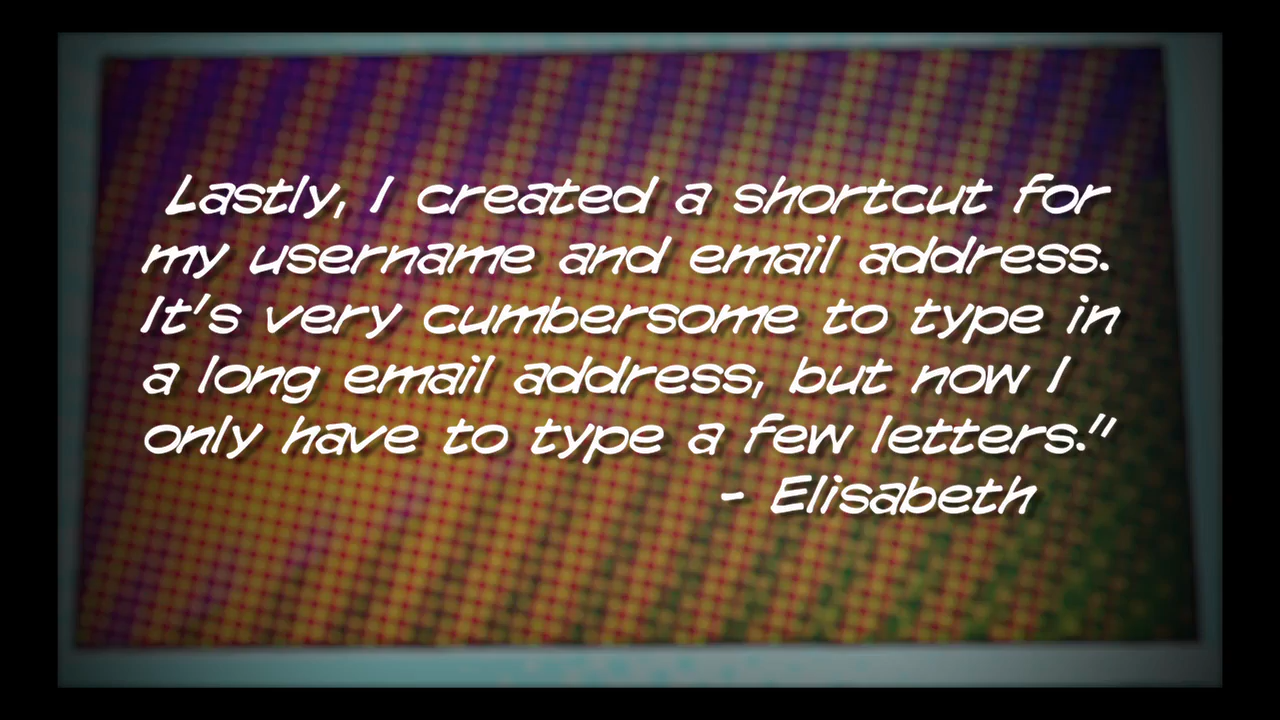 Lastly, I created a shortcut for
my username and email address.
It's very cumbersome to type in
a long email address, but now I
only have to type a few letters."
- Elisabeth